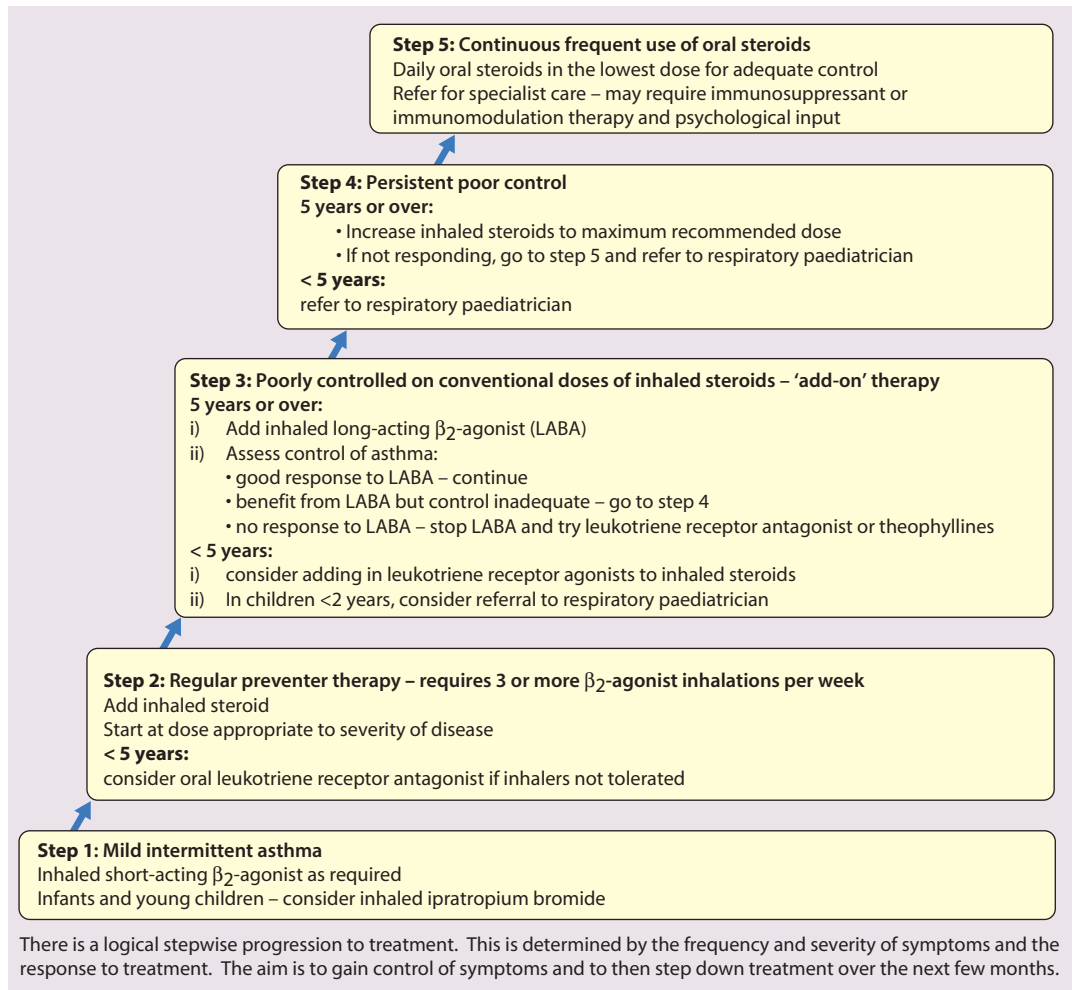 Step 5: Continuous frequent use of oral steroids
Daily oral steroids in the lowest dose for adequate control
Refer for specialist care – may require immunosuppressant or
immunomodulation therapy and psychological input
Step 4: Persistent poor control
5 years or over:
• Increase inhaled steroids to maximum recommended dose
• If not responding, go to step 5 and refer to respiratory paediatrician
< 5 years:
refer to respiratory paediatrician
Step 3: Poorly controlled on conventional doses of inhaled steroids – ‘add-on’ therapy
5 years or over:
i) Add inhaled long-acting β2-agonist (LABA)
ii) Assess control of asthma:
• good response to LABA – continue
• benefit from LABA but control inadequate – go to step 4
• no response to LABA – stop LABA and try leukotriene receptor antagonist or theophyllines
< 5 years:
i) consider adding in leukotriene receptor agonists to inhaled steroids
ii) In children <2 years, consider referral to respiratory paediatrician
Step 2: Regular preventer therapy – requires 3 or more β2-agonist inhalations per week
Add inhaled steroid
Start at dose appropriate to severity of disease
< 5 years:
consider oral leukotriene receptor antagonist if inhalers not tolerated
Step 1: Mild intermittent asthma
Inhaled short-acting β2-agonist as required
Infants and young children – consider inhaled ipratropium bromide
There is a logical stepwise progression to treatment. This is determined by the frequency and severity of symptoms and the
response to treatment. The aim is to gain control of symptoms and to then step down treatment over the next few months.